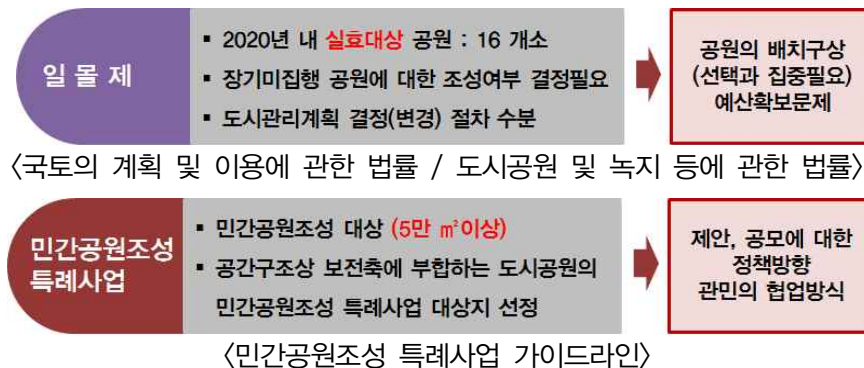 일 몰 제
▪ 2020년 내 실효대상 공원 : 16 개소
▪ 장기미집행 공원에 대한 조성여부 결정필요
▪ 도시관리계획 결정(변경) 절차 수분
공원의 배치구상
(선택과 집중필요)
예산확보문제
〈국토의 계획 및 이용에 관한 법률 / 도시공원 및 녹지 등에 관한 법률〉
민간공원조성
특례사업
▪ 민간공원조성 대상 (5만 ㎡이상)
▪ 공간구조상 보전축에 부합하는 도시공원의
민간공원조성 특례사업 대상지 선정
제안, 공모에 대한
정책방향
관민의 협업방식
〈민간공원조성 특례사업 가이드라인〉